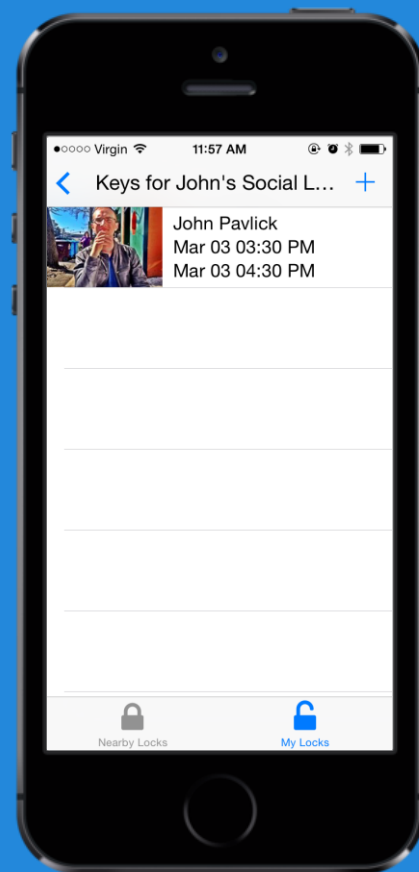 Virgin 11:57 AM
Keys for John's Social L...
John Pavlick
Mar 03 03:30 PM
Mar 03 04:30 PM
Nearby Locks My Locks